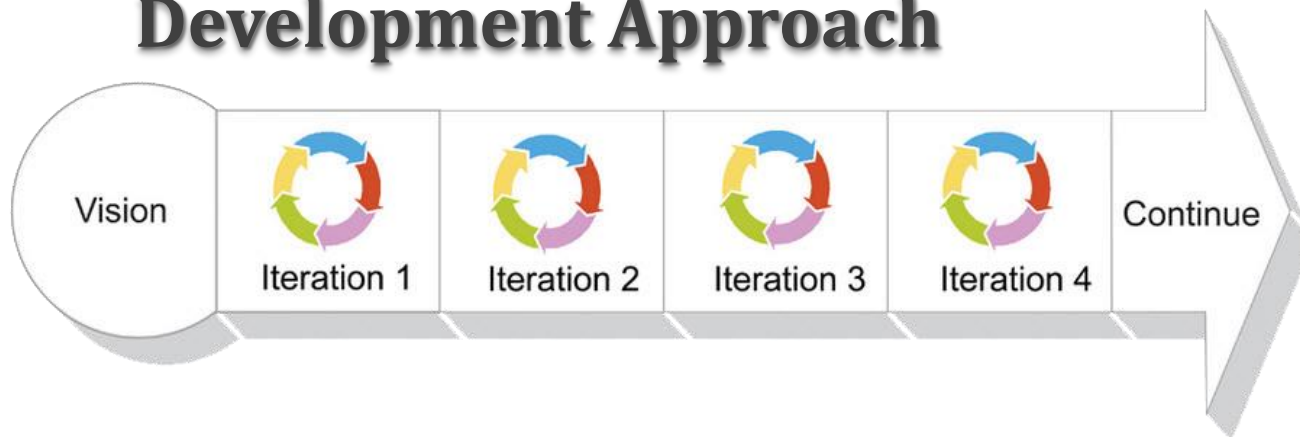 Development Approach
Vision
Iteration 1
Iteration 2
Iteration 3
Iteration 4
Continue